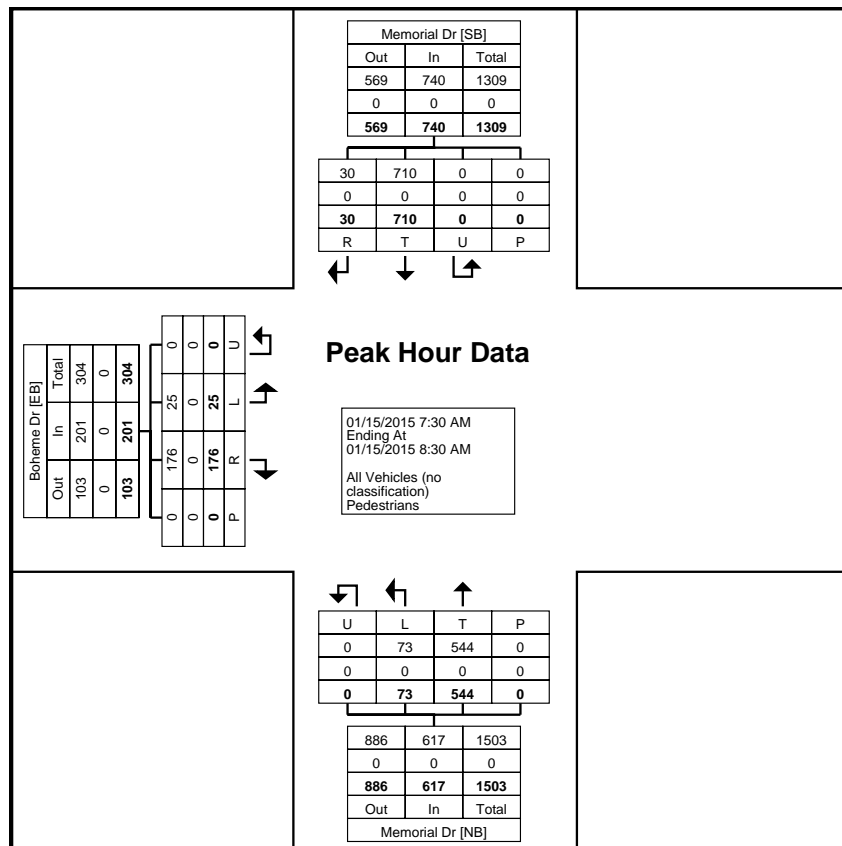 Memorial Dr [SB]
Out In Total
569 740 1309
0 0 0
569 740 1309
30 710 0 0
0 0 0 0
30 710 0 0
R T U P
Boheme Dr [EB]
Out In Total
103 201 304
0 0 0
103 201 304
0 176 25 0
0 0 0 0
0 176 25 0
P R L U
Peak Hour Data
01/15/2015 7:30 AM
Ending At
01/15/2015 8:30 AM
All Vehicles (no
classification)
Pedestrians
U L T P
0 73 544 0
0 0 0 0
0 73 544 0
886 617 1503
0 0 0
886 617 1503
Out In Total
Memorial Dr [NB]